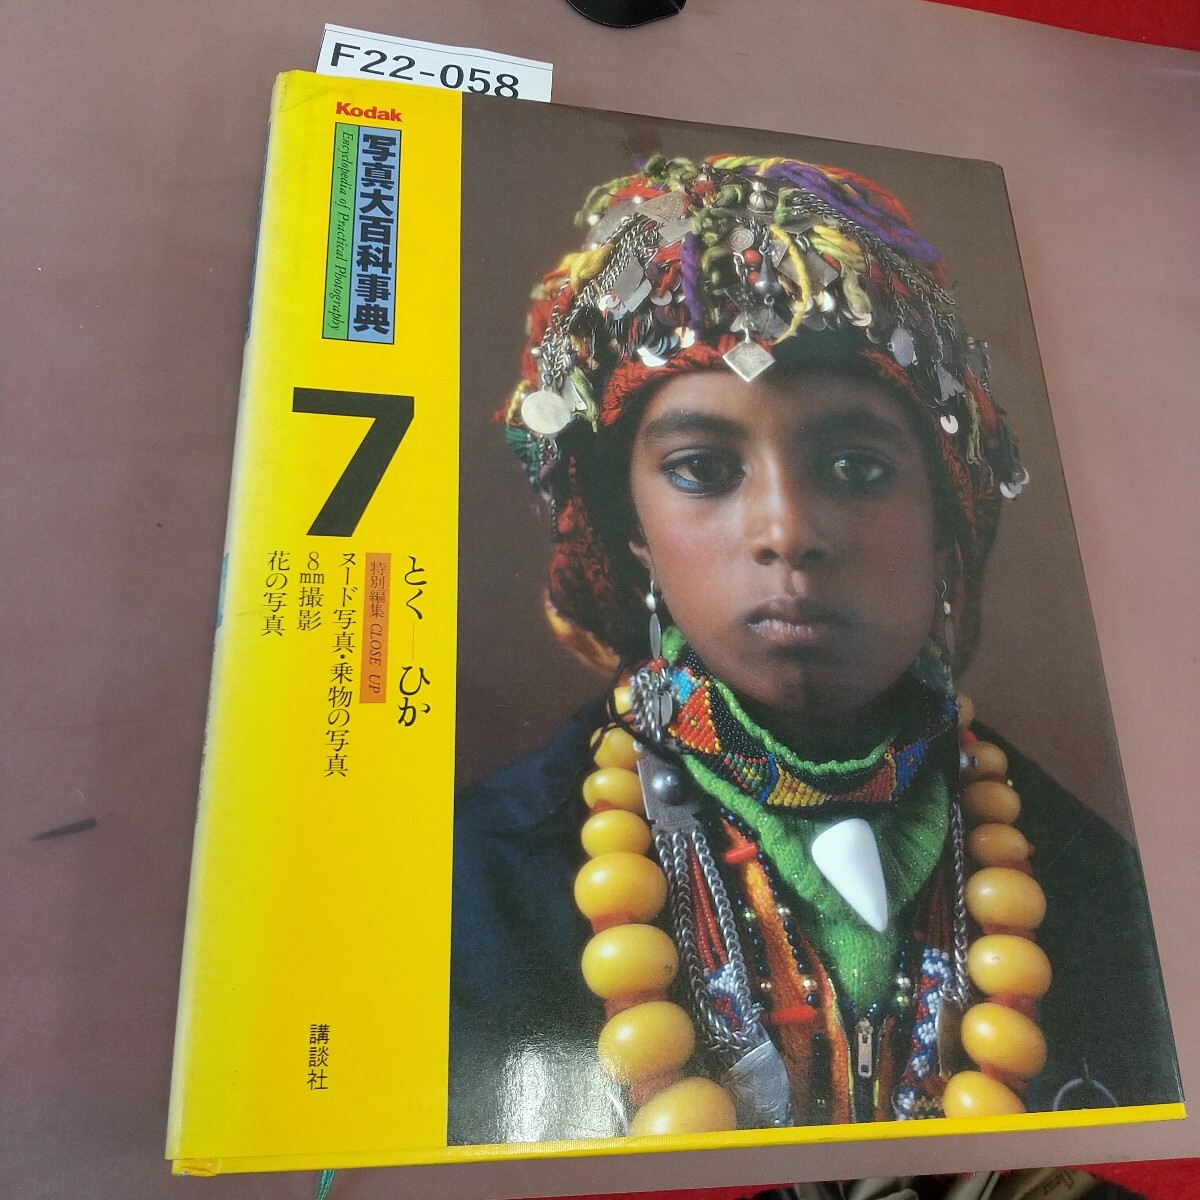 F22-058
Kodak
写真大百科事典
Encyclopedia of Practical Photography
7
とく―ひか
特別編集 CLOSE UP
ヌード写真・乗物の写真
8㎜撮影
花の写真
講談社